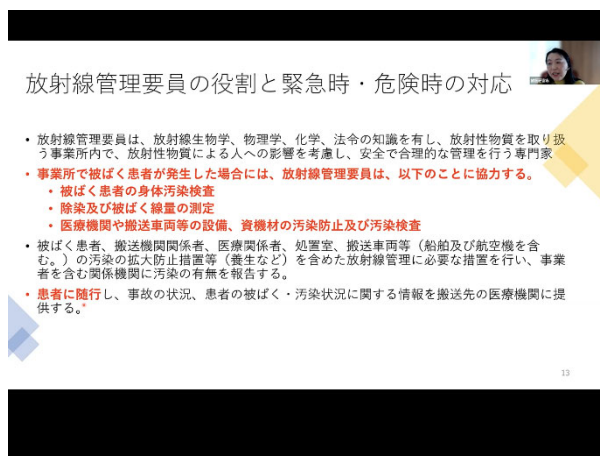 放射線管理要員の役割と緊急時・危険時の対応
• 放射線管理要員は、放射線生物学、物理学、化学、法令の知識を有し、放射性物質を取り扱
う事業所内で、放射性物質による人への影響を考慮し、安全で合理的な管理を行う専門家
• 事業所で被ばく患者が発生した場合には、放射線管理要員は、以下のことに協力する。
• 被ばく患者の身体汚染検査
• 除染及び被ばく線量の測定
• 医療機関や搬送車両等の設備、資機材の汚染防止及び汚染検査
• 被ばく患者、搬送機関関係者、医療関係者、処置室、搬送車両等（船舶及び航空機を含
む。）の汚染の拡大防止措置等（養生など）を含めた放射線管理に必要な措置を行い、事業
者を含む関係機関に汚染の有無を報告する。
• 患者に随行し、事故の状況、患者の被ばく・汚染状況に関する情報を搬送先の医療機関に提
供する。*
13